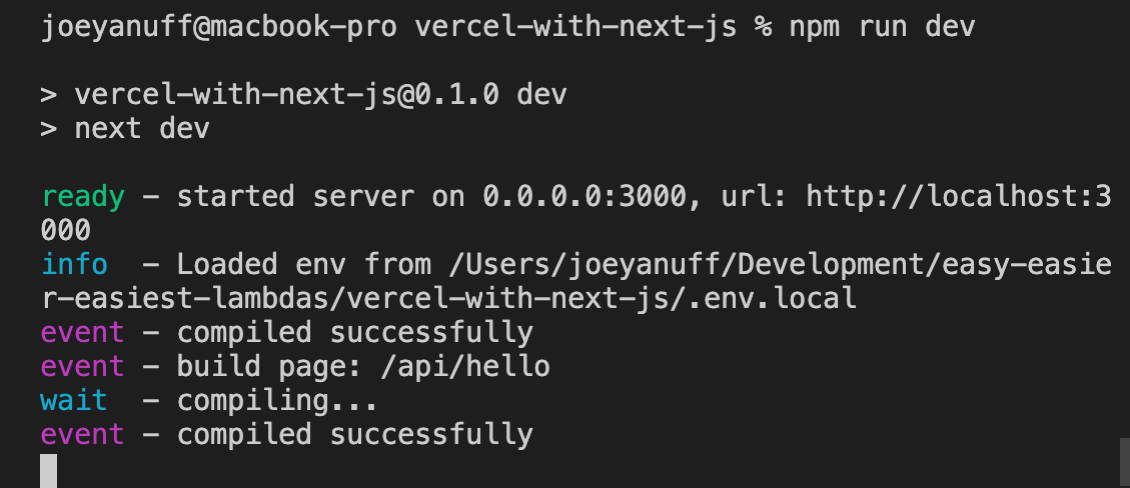 joeyanuff@macbook-pro vercel-with-next-js % npm run dev
> vercel-with-next-js@0.1.0 dev
> next dev
ready - started server on 0.0.0.0:3000, url: http://localhost:3
000
info  - Loaded env from /Users/joeyanuff/Development/easy-easie
r-easiest-lambdas/vercel-with-next-js/.env.local
event - compiled successfully
event - build page: /api/hello
wait  - compiling...
event - compiled successfully